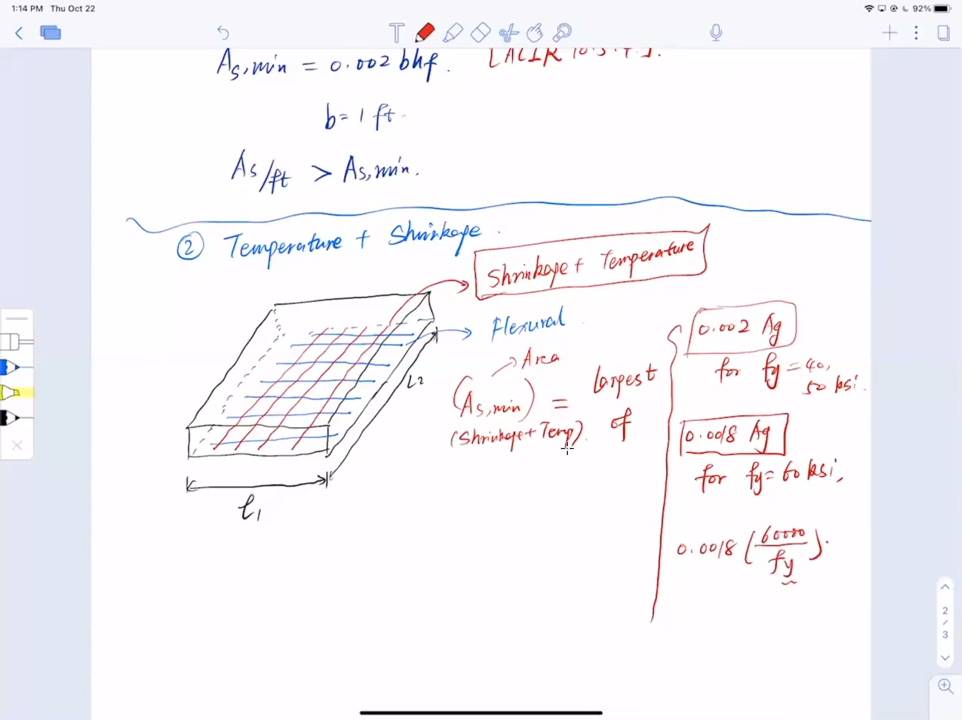 1:14 PM Thu Oct 22
92%
As,min = 0.002 bhf.
b = 1 ft.
As/ft > As,min.
② Temperature + Shrinkage.
Shrinkage + Temperature
Flexural
Area
(As,min) = largest of
(Shrinkage + Temp).
0.002 Ag
for fy = 40, 50 ksi.
0.0018 Ag
for fy = 60 ksi,
0.0018 (60000/fy).
L2
l1
2
/
3